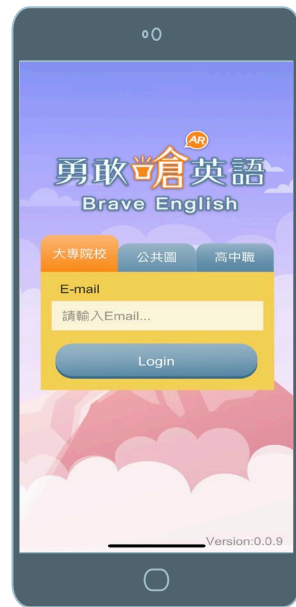 AR
勇敢嗆英語
Brave English
大專院校 公共圖 高中職
E-mail
請輸入Email...
Login
Version:0.0.9